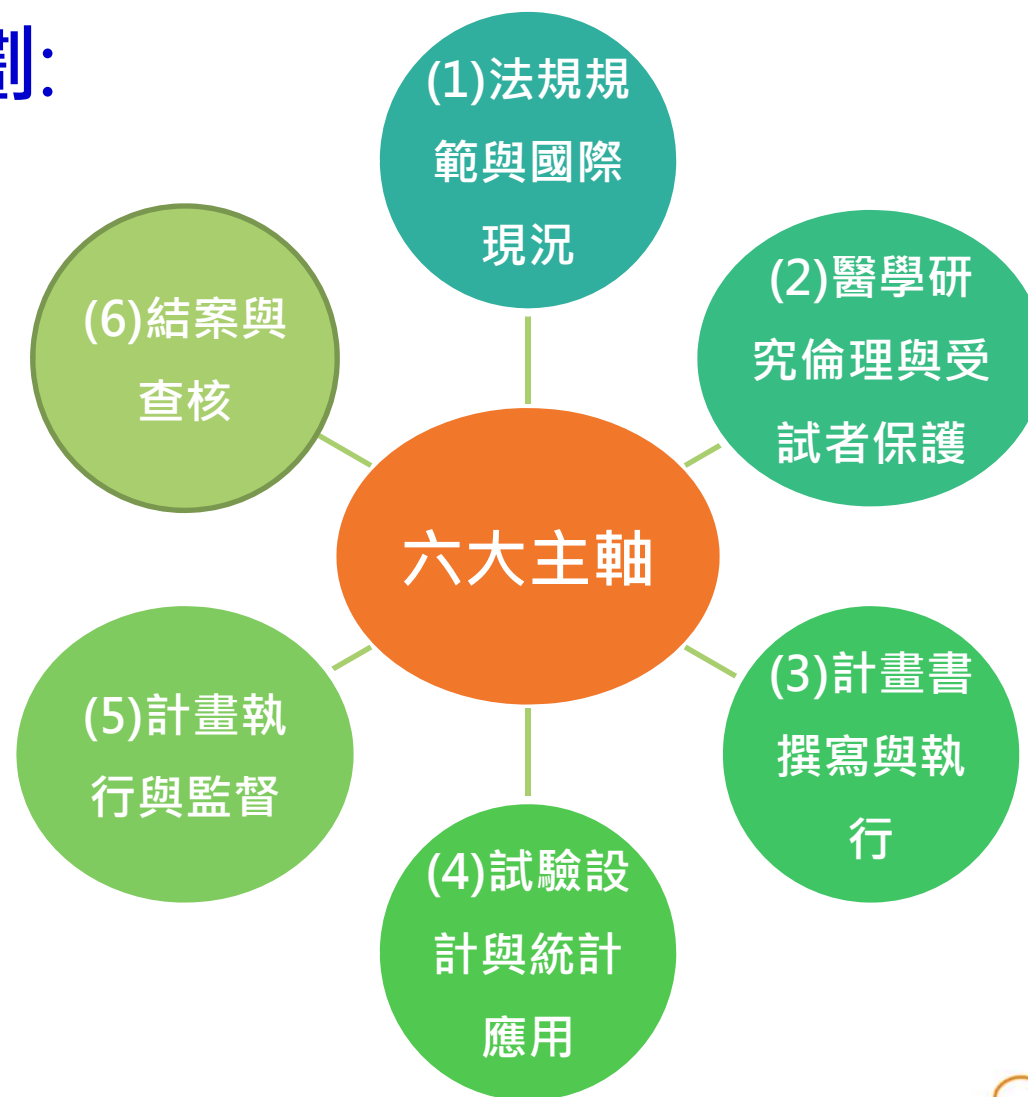 劃:
(1)法規規
範與國際
現況
(2)醫學研
究倫理與受
試者保護
(3)計畫書
撰寫與執
行
(4)試驗設
計與統計
應用
(5)計畫執
行與監督
(6)結案與
查核
六大主軸